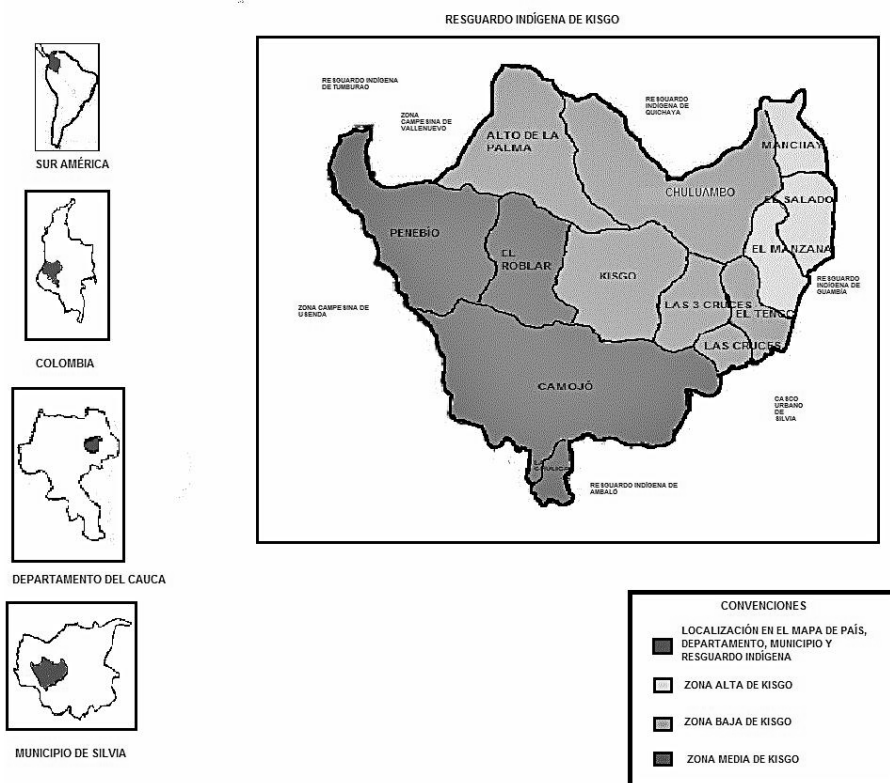 RESGUARDO INDÍGENA DE KISGO
SUR AMÉRICA
COLOMBIA
DEPARTAMENTO DEL CAUCA
MUNICIPIO DE SILVIA
RESGUARDO INDÍGENA
DE TUMBURAO
ZONA
CAMPESINA DE
VALLENUEVO
RESGUARDO
INDÍGENA DE
QUICHAYA
ALTO DE LA
PALMA
MANCHAY
CHULUAMBO
EL SALADO
PENEBÍO
EL MANZANA
EL
ROBLAR
KISGO
RESGUARDO
INDÍGENA DE
GUAMBÍA
ZONA CAMPESINA DE
USENDA
LAS 3 CRUCES
EL TENGO
LAS CRUCES
CAMOJÓ
CASCO
URBANO
DE
SILVIA
LA
RESGUARDO INDÍGENA DE
AMBALÓ
CONVENCIONES
LOCALIZACIÓN EN EL MAPA DE PAÍS,
DEPARTAMENTO, MUNICIPIO Y
RESGUARDO INDÍGENA
ZONA ALTA DE KISGO
ZONA BAJA DE KISGO
ZONA MEDIA DE KISGO